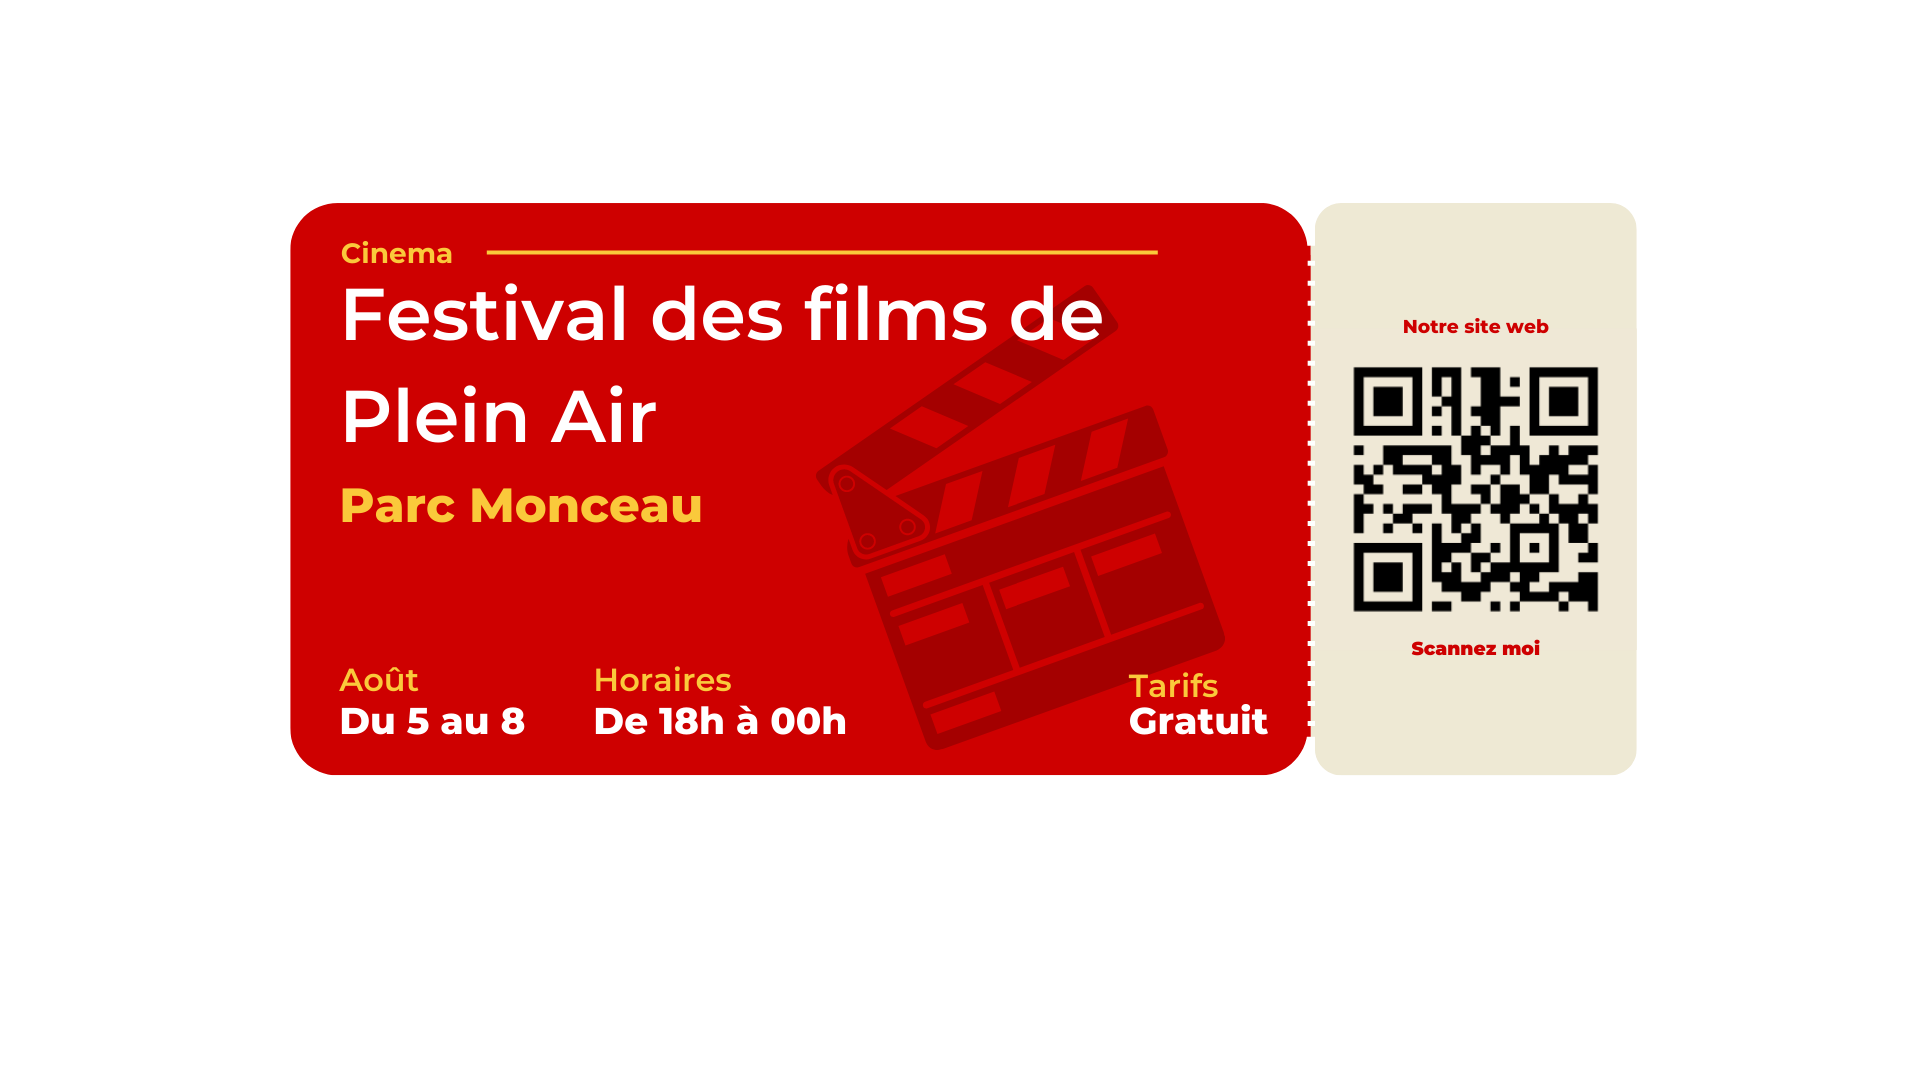 Cinema
Festival des films de
Plein Air
Parc Monceau
Août
Du 5 au 8
Horaires
De 18h à 00h
Tarifs
Gratuit
Notre site web
Scannez moi